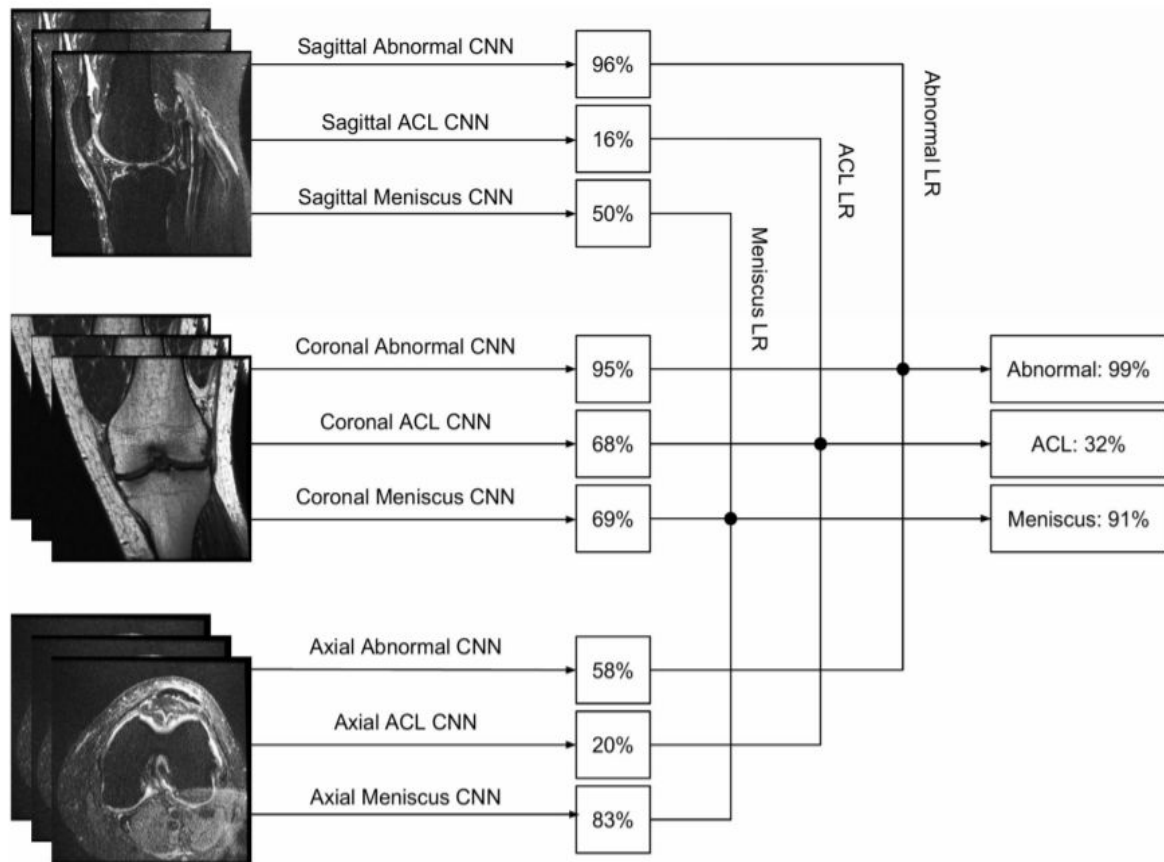 Sagittal Abnormal CNN
96%
Sagittal ACL CNN
16%
Sagittal Meniscus CNN
50%
Abnormal LR
ACL LR
Meniscus LR
Coronal Abnormal CNN
95%
Abnormal: 99%
Coronal ACL CNN
68%
ACL: 32%
Coronal Meniscus CNN
69%
Meniscus: 91%
Axial Abnormal CNN
58%
Axial ACL CNN
20%
Axial Meniscus CNN
83%